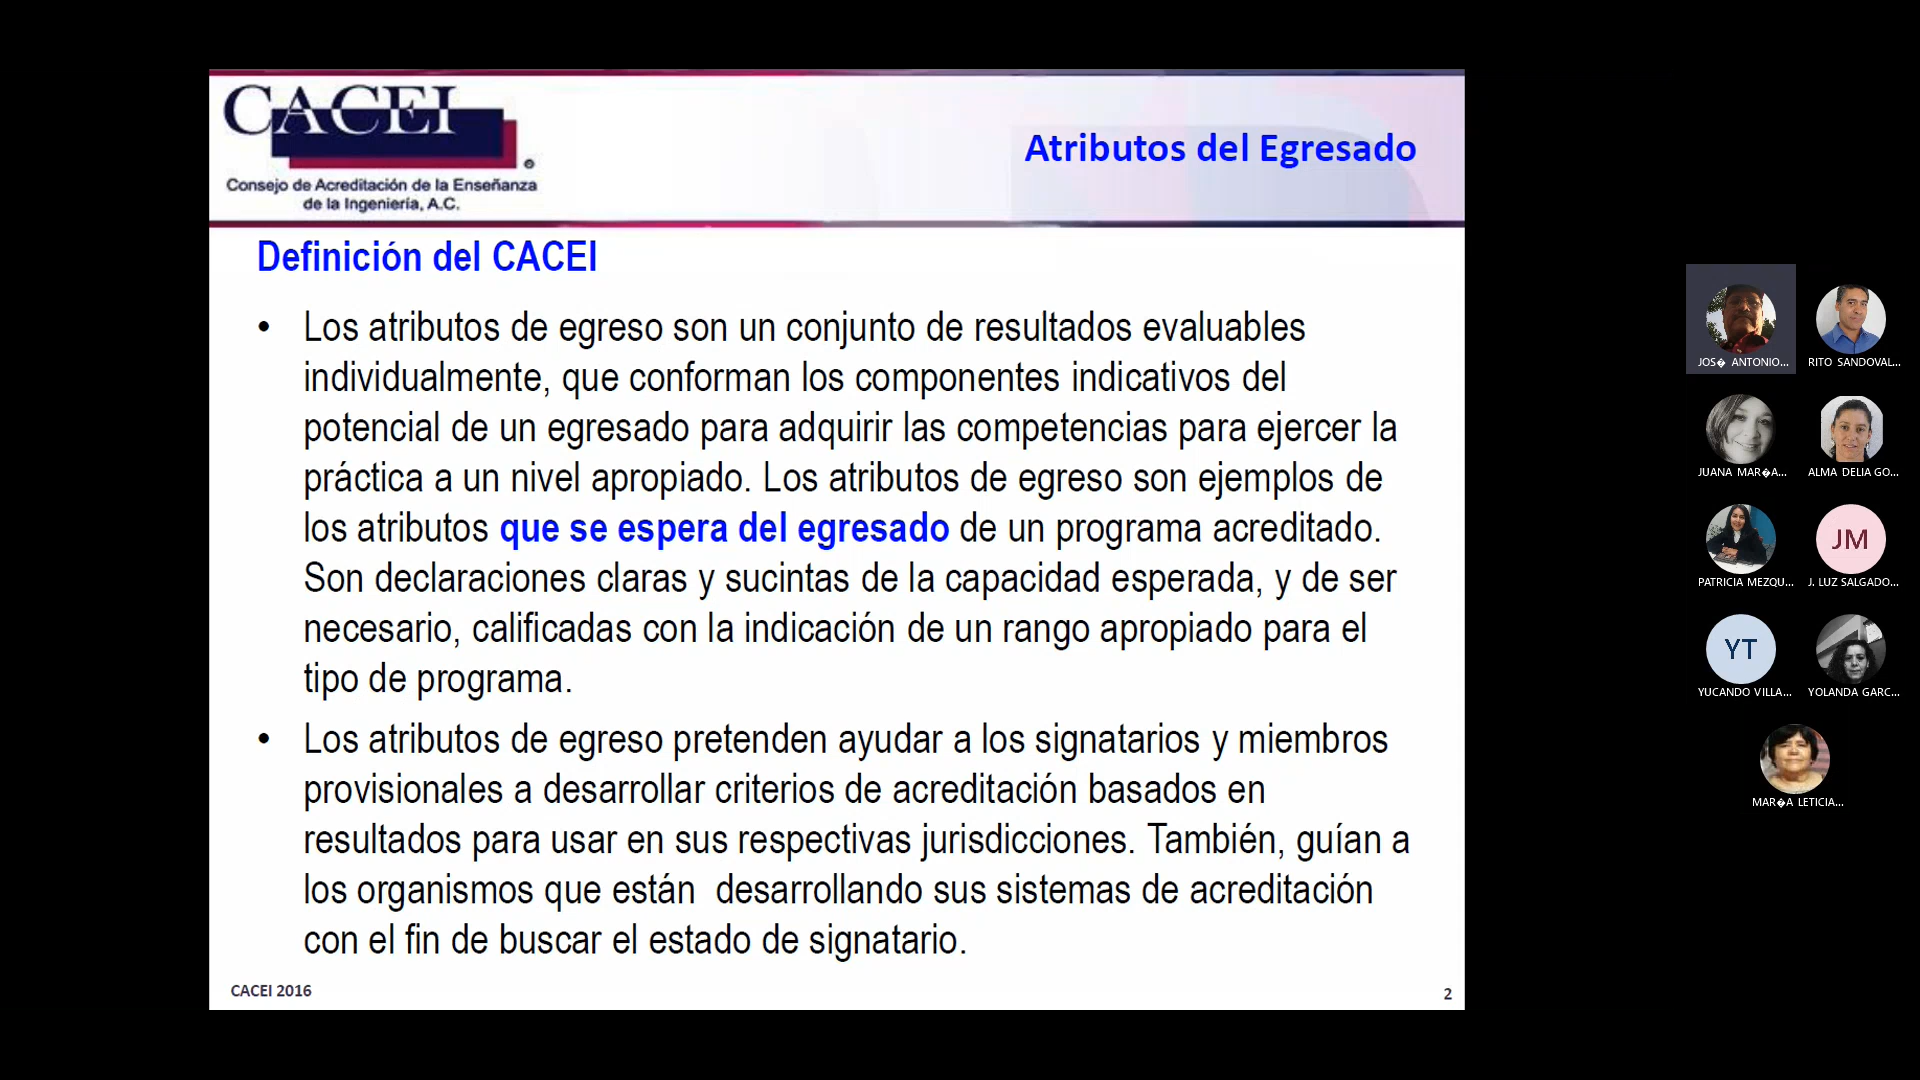 CACEI
Consejo de Acreditación de la Enseñanza
de la Ingeniería, A.C.
Atributos del Egresado
Definición del CACEI
• Los atributos de egreso son un conjunto de resultados evaluables
individualmente, que conforman los componentes indicativos del
potencial de un egresado para adquirir las competencias para ejercer la
práctica a un nivel apropiado. Los atributos de egreso son ejemplos de
los atributos que se espera del egresado de un programa acreditado.
Son declaraciones claras y sucintas de la capacidad esperada, y de ser
necesario, calificadas con la indicación de un rango apropiado para el
tipo de programa.
• Los atributos de egreso pretenden ayudar a los signatarios y miembros
provisionales a desarrollar criterios de acreditación basados en
resultados para usar en sus respectivas jurisdicciones. También, guían a
los organismos que están  desarrollando sus sistemas de acreditación
con el fin de buscar el estado de signatario.
CACEI 2016
2
JOS� ANTONIO...
RITO SANDOVAL...
JUANA MAR�A...
ALMA DELIA GO...
JM
PATRICIA MEZQU...
J. LUZ SALGADO...
YT
YUCANDO VILLA...
YOLANDA GARC...
MAR�A LETICIA...